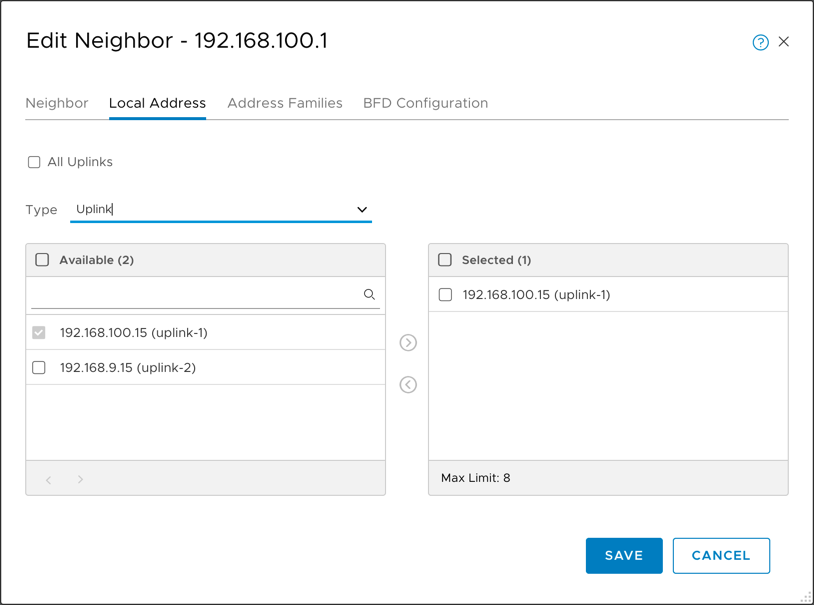 Edit Neighbor - 192.168.100.1
?
Neighbor Local Address Address Families BFD Configuration
All Uplinks
Type Uplink
Available (2)
192.168.100.15 (uplink-1)
192.168.9.15 (uplink-2)
Selected (1)
192.168.100.15 (uplink-1)
Max Limit: 8
SAVE CANCEL